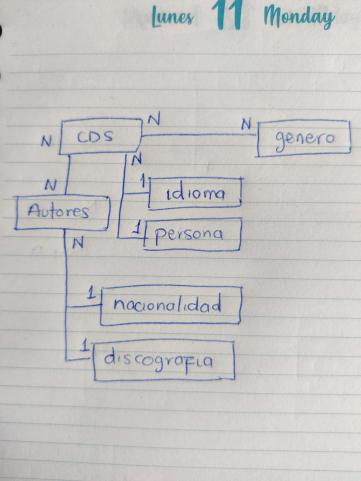 Lunes 11 Monday
N
CDS
N
genero
N
N
N
1
idioma
Autores
1
persona
N
1
nacionalidad
1
discografia